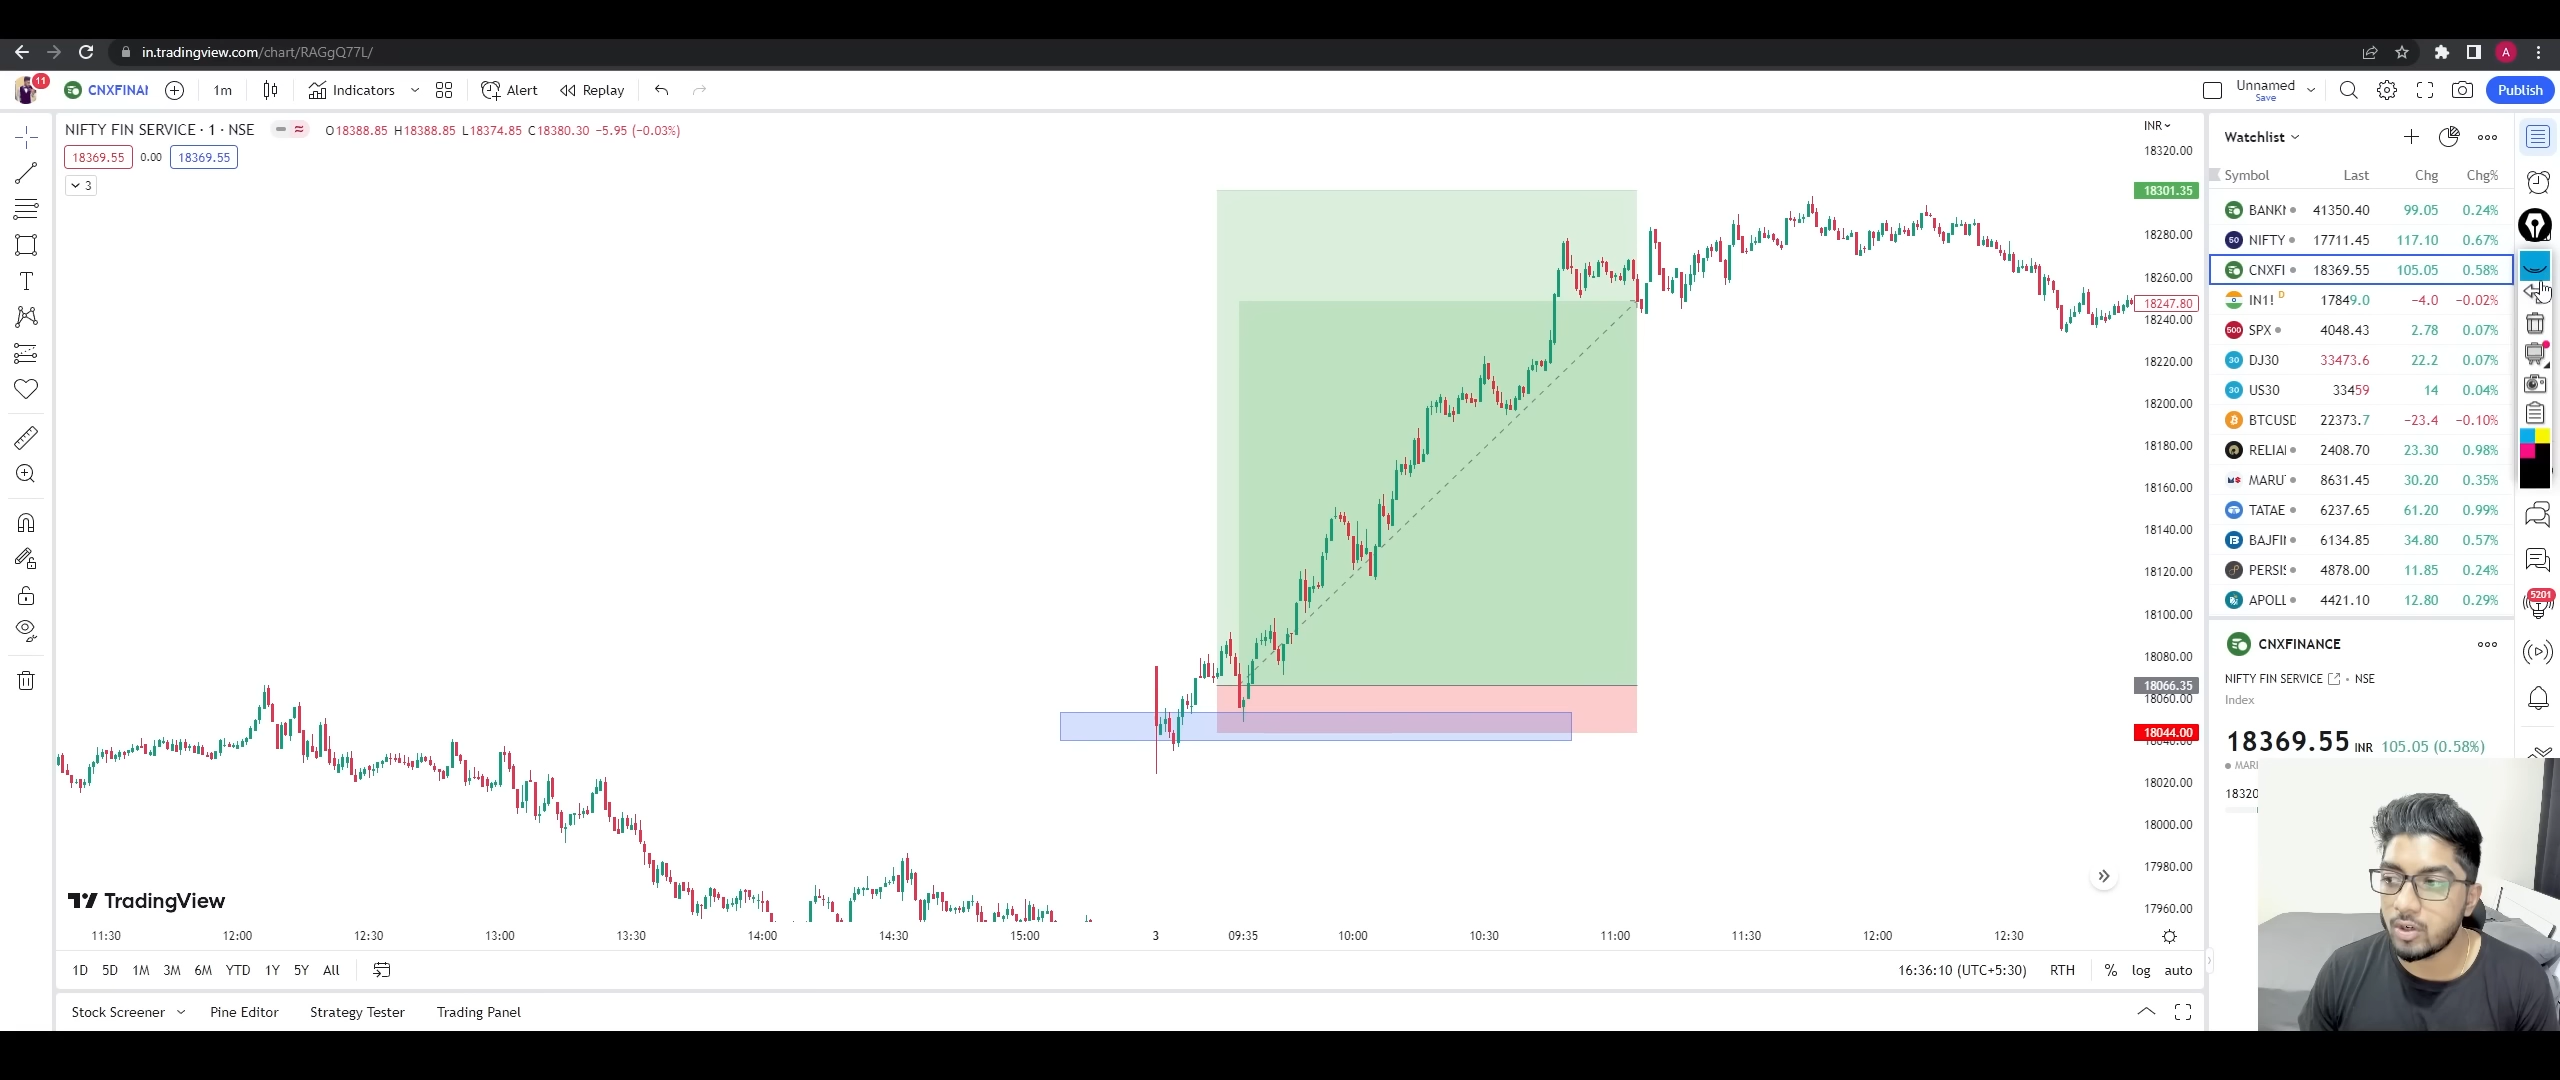 in.tradingview.com/chart/RAGgQ77L/
A
11
CNXFINAI
1m
Indicators
Alert
Replay
Unnamed
Save
Publish
NIFTY FIN SERVICE · 1 · NSE
O18388.85 H18388.85 L18374.85 C18380.30 −5.95 (−0.03%)
18369.55 0.00 18369.55
3
INR
18320.00
18301.35
18280.00
18260.00
18247.80
18240.00
18220.00
18200.00
18180.00
18160.00
18140.00
18120.00
18100.00
18080.00
18066.35
18060.00
18044.00
18020.00
18000.00
17980.00
17960.00
TradingView
11:30 12:00 12:30 13:00 13:30 14:00 14:30 15:00 3 09:35 10:00 10:30 11:00 11:30 12:00 12:30
1D 5D 1M 3M 6M YTD 1Y 5Y All
16:36:10 (UTC+5:30) RTH % log auto
Stock Screener Pine Editor Strategy Tester Trading Panel
Watchlist
Symbol Last Chg Chg%
BANKN 41350.40 99.05 0.24%
50 NIFTY 17711.45 117.10 0.67%
CNXFI 18369.55 105.05 0.58%
IN1! D 17849.0 −4.0 −0.02%
500 SPX 4048.43 2.78 0.07%
30 DJ30 33473.6 22.2 0.07%
30 US30 33459 14 0.04%
BTCUSD 22373.7 −23.4 −0.10%
RELIA 2408.70 23.30 0.98%
MARU 8631.45 30.20 0.35%
TATAE 6237.65 61.20 0.99%
BAJFI 6134.85 34.80 0.57%
PERSIS 4878.00 11.85 0.24%
APOLL 4421.10 12.80 0.29%
5201
CNXFINANCE
NIFTY FIN SERVICE · NSE
Index
18369.55 INR 105.05 (0.58%)
18320